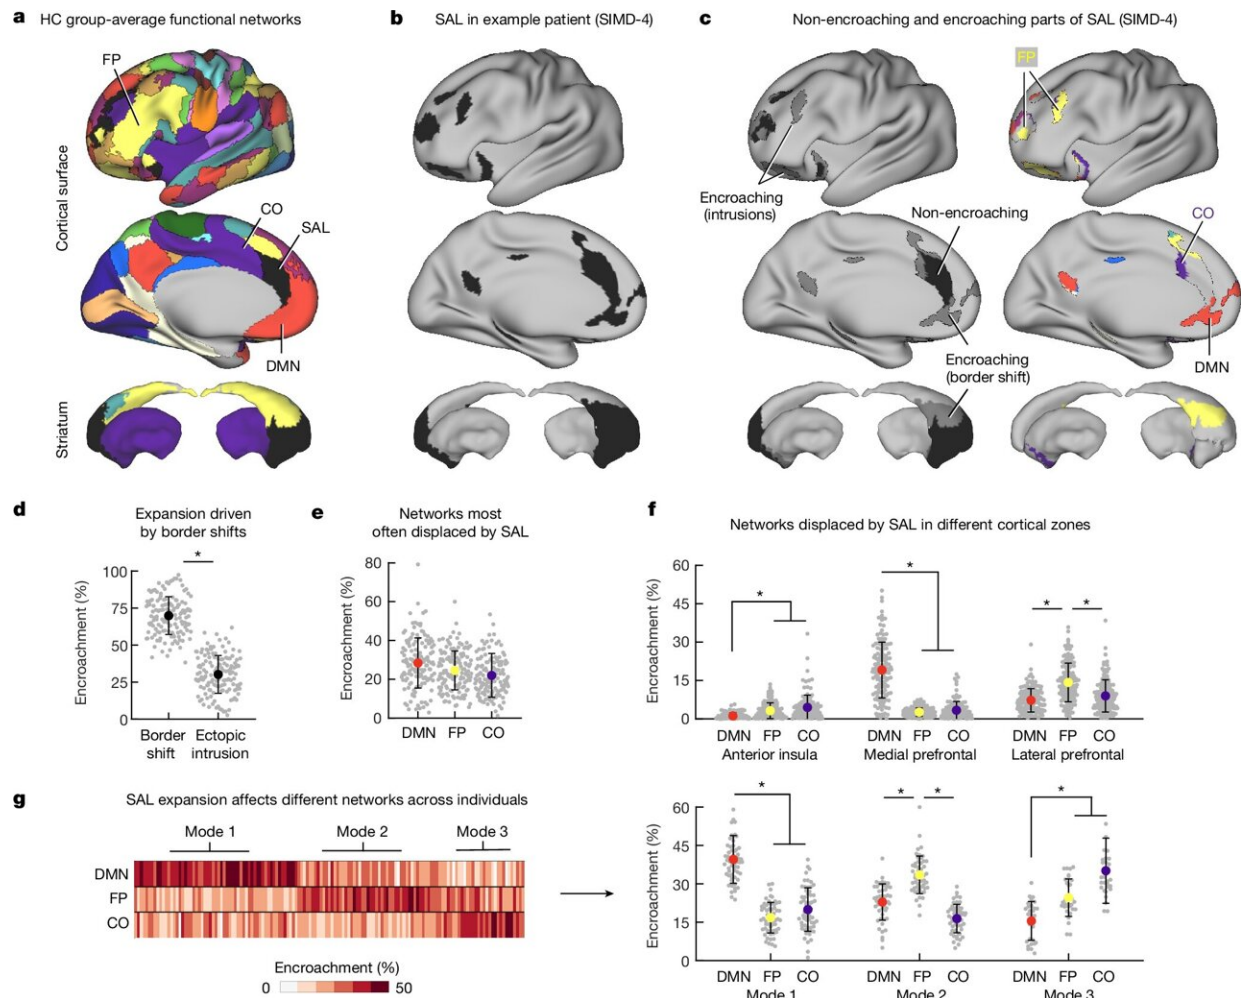 a HC group-average functional networks
FP
Cortical surface
CO
SAL
DMN
Striatum
b SAL in example patient (SIMD-4)
c Non-encroaching and encroaching parts of SAL (SIMD-4)
FP
Encroaching
(intrusions)
Non-encroaching
CO
Encroaching
(border shift)
DMN
d Expansion driven
by border shifts
*
Encroachment (%)
100
75
50
25
0
Border
shift
Ectopic
intrusion
e Networks most
often displaced by SAL
Encroachment (%)
80
60
40
20
0
DMN FP CO
f Networks displaced by SAL in different cortical zones
Encroachment (%)
60
45
30
15
0
* * * *
DMN FP CO DMN FP CO DMN FP CO
Anterior insula Medial prefrontal Lateral prefrontal
g SAL expansion affects different networks across individuals
Mode 1 Mode 2 Mode 3
DMN
FP
CO
Encroachment (%)
0 50
Encroachment (%)
60
45
30
15
0
* * * *
DMN FP CO DMN FP CO DMN FP CO
Mode 1 Mode 2 Mode 3